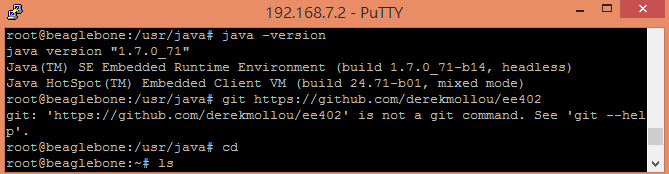 192.168.7.2 - PuTTY
root@beaglebone:/usr/java# java -version
java version "1.7.0_71"
Java(TM) SE Embedded Runtime Environment (build 1.7.0_71-b14, headless)
Java HotSpot(TM) Embedded Client VM (build 24.71-b01, mixed mode)
root@beaglebone:/usr/java# git https://github.com/derekmollou/ee402
git: 'https://github.com/derekmollou/ee402' is not a git command. See 'git --hel
p'.
root@beaglebone:/usr/java# cd
root@beaglebone:~# ls